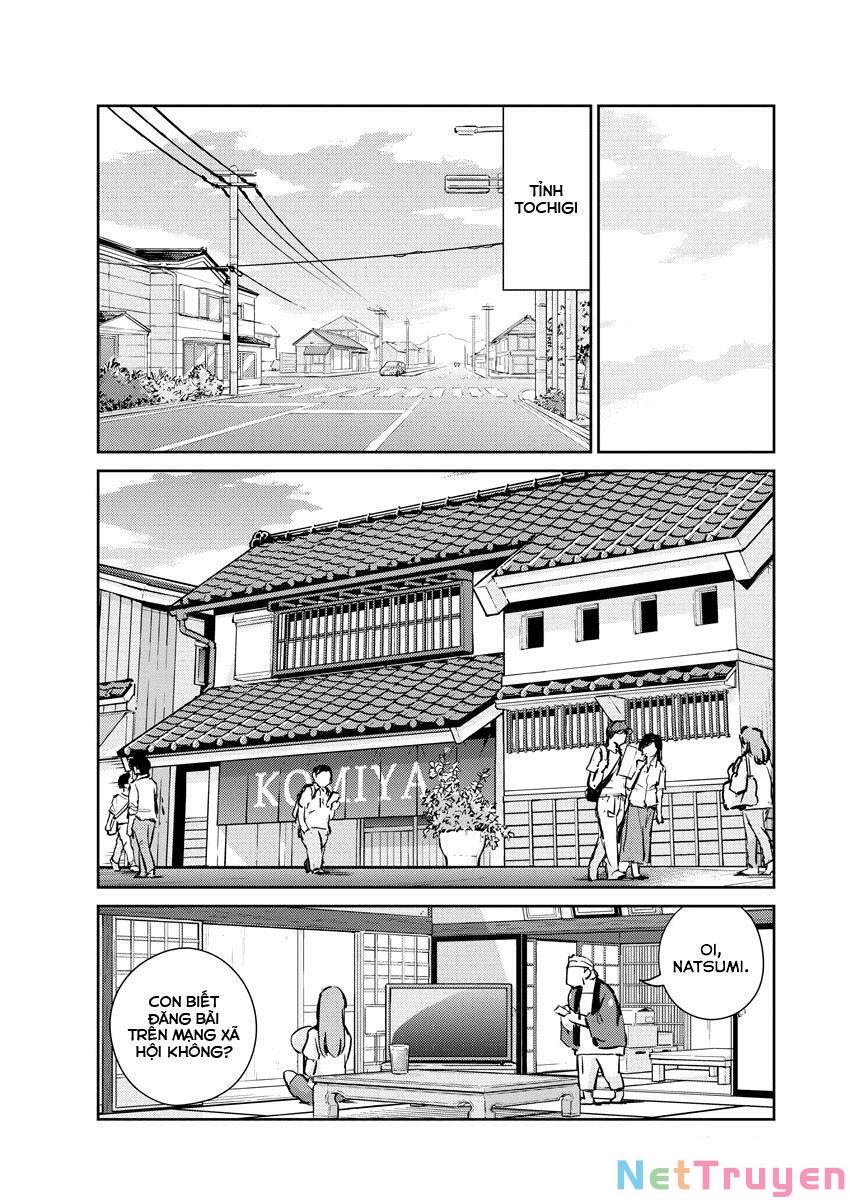 TỈNH
TOCHIGI
KOMIYA
OI,
NATSUMI.
CON BIẾT
ĐĂNG BÀI
TRÊN MẠNG XÃ
HỘI KHÔNG?
NetTruyen